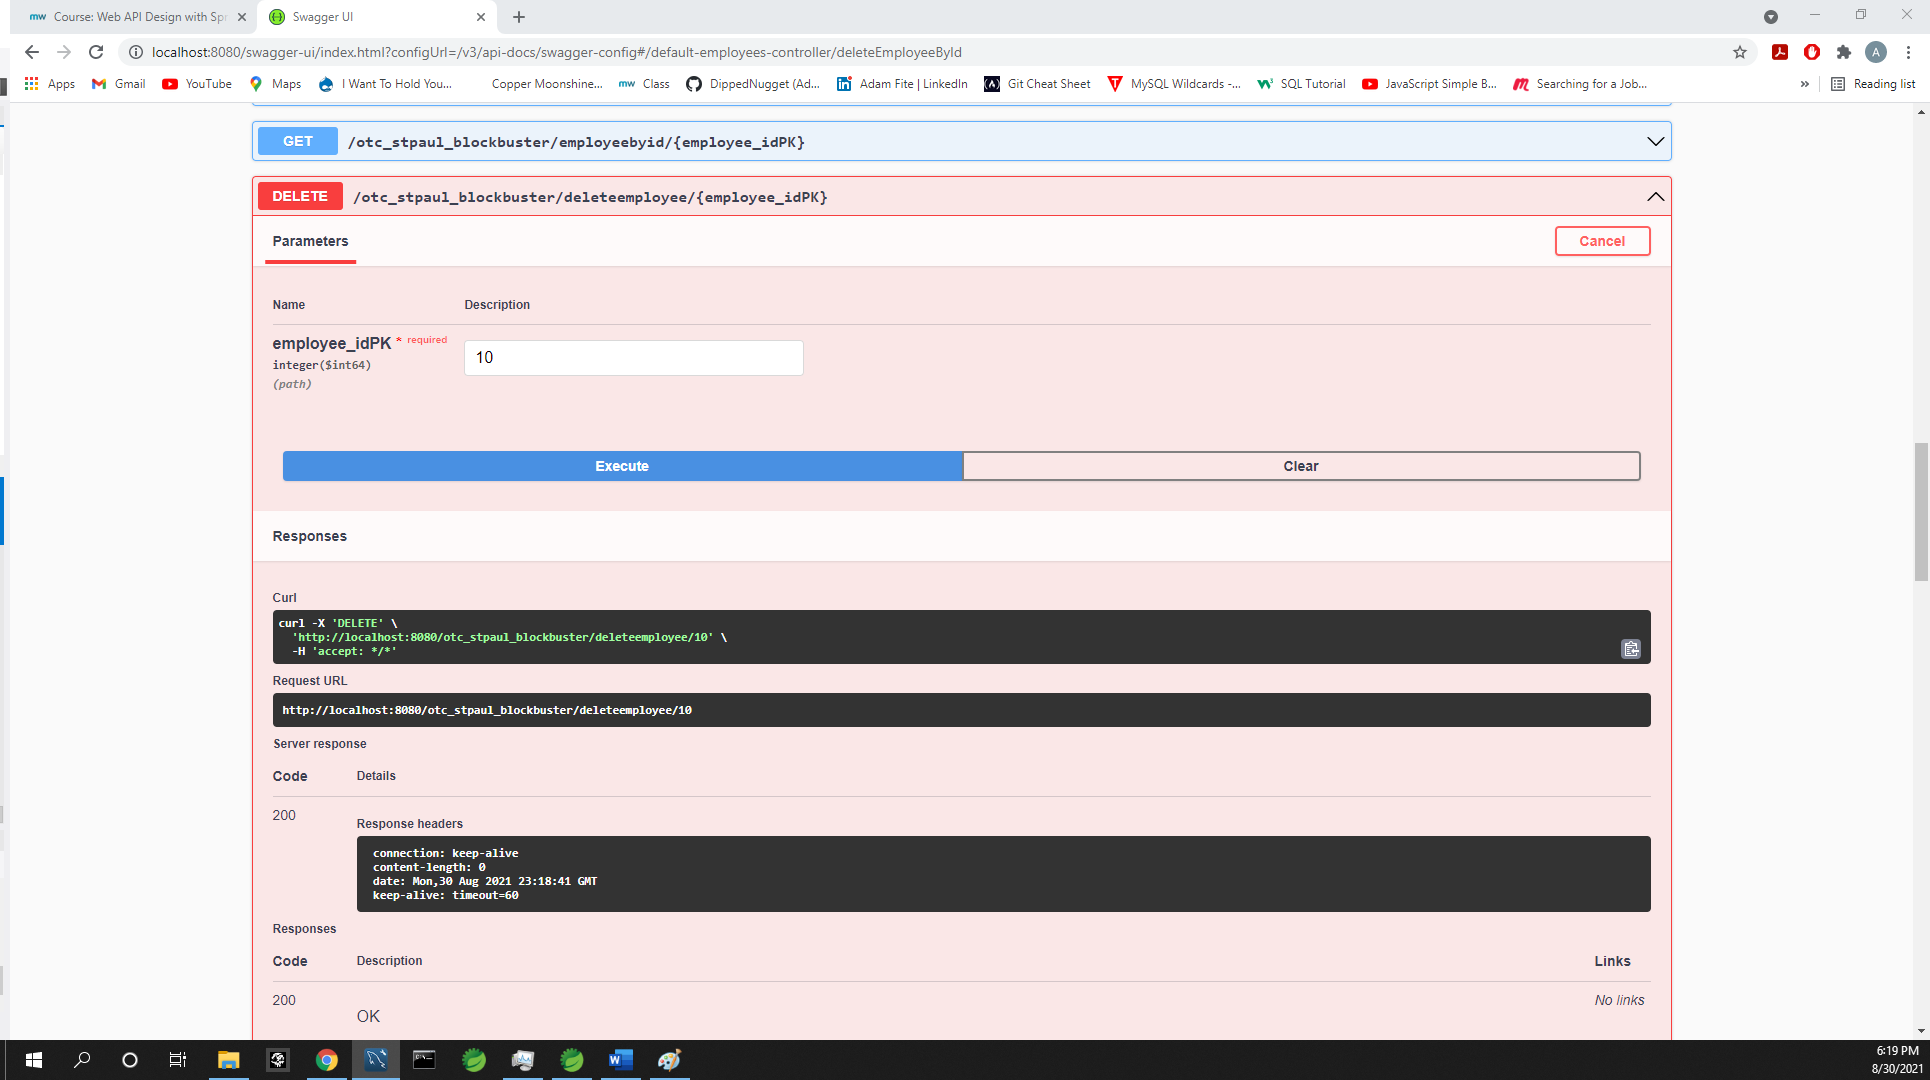 mw Course: Web API Design with Spr
Swagger UI
localhost:8080/swagger-ui/index.html?configUrl=/v3/api-docs/swagger-config#/default-employees-controller/deleteEmployeeById
A
Apps
Gmail
YouTube
Maps
I Want To Hold You...
Copper Moonshine...
mw Class
DippedNugget (Ad...
Adam Fite | LinkedIn
Git Cheat Sheet
MySQL Wildcards -...
SQL Tutorial
JavaScript Simple B...
Searching for a Job...
»
Reading list
GET /otc_stpaul_blockbuster/employeebyid/{employee_idPK}
DELETE /otc_stpaul_blockbuster/deleteemployee/{employee_idPK}
Parameters
Cancel
Name Description
employee_idPK * required
integer($int64)
(path)
10
Execute
Clear
Responses
Curl
curl -X 'DELETE' \
'http://localhost:8080/otc_stpaul_blockbuster/deleteemployee/10' \
-H 'accept: */*'
Request URL
http://localhost:8080/otc_stpaul_blockbuster/deleteemployee/10
Server response
Code Details
200
Response headers
connection: keep-alive
content-length: 0
date: Mon,30 Aug 2021 23:18:41 GMT
keep-alive: timeout=60
Responses
Code Description Links
200
OK
No links
6:19 PM
8/30/2021